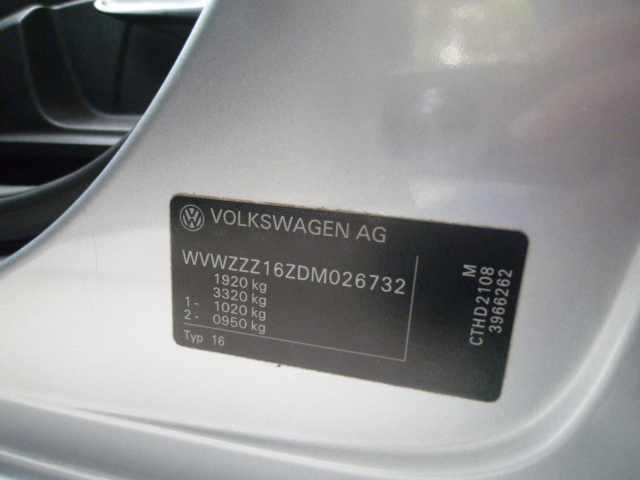 VOLKSWAGEN AG
WVWZZZ16ZDM026732
1920 kg
3320 kg
1 - 1020 kg
2 - 0950 kg
Typ 16
M
CTHD2108
3966262